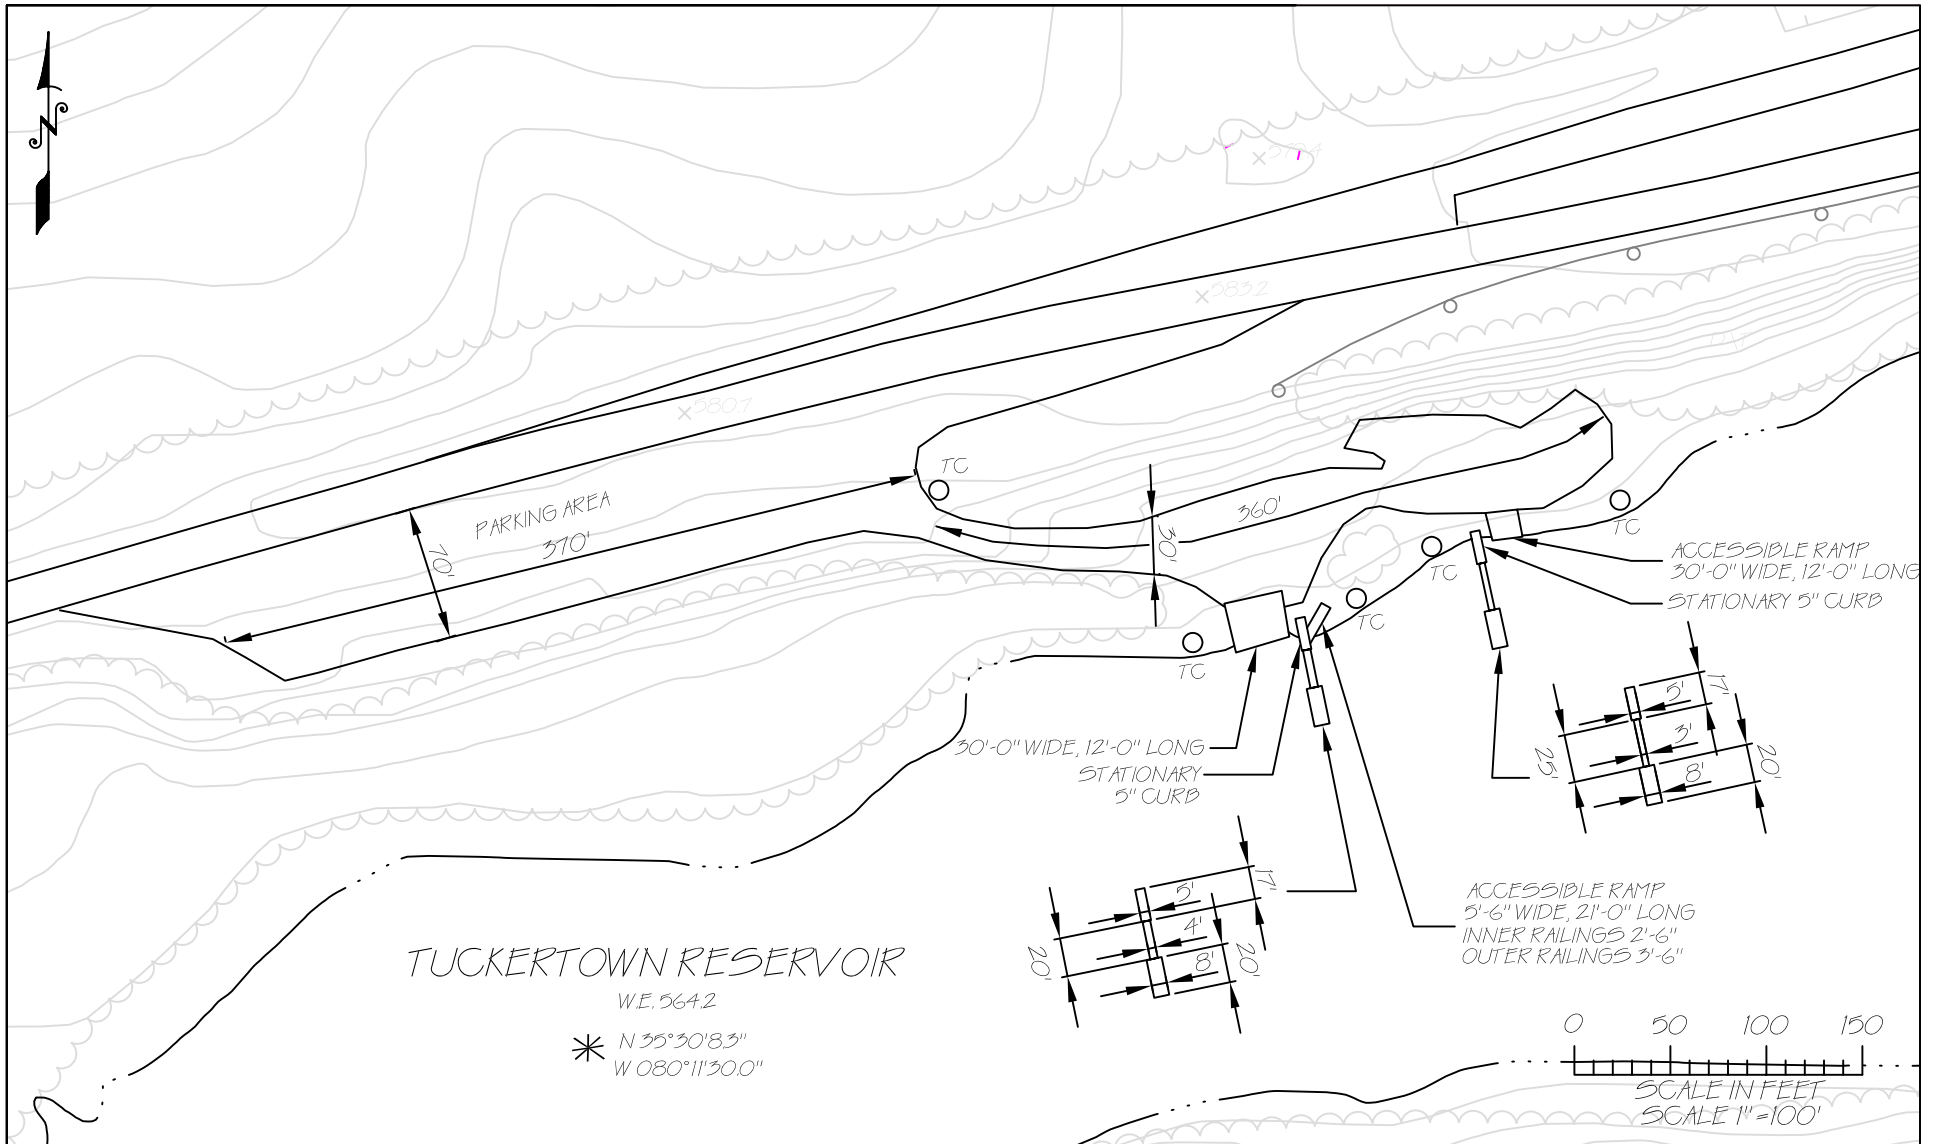 N
583.2
580.7
TC
PARKING AREA
370'
70'
360'
30'
TC
TC
TC
TC
ACCESSIBLE RAMP
30'-0" WIDE, 12'-0" LONG
STATIONARY 5" CURB
30'-0" WIDE, 12'-0" LONG
STATIONARY
5" CURB
5'
17'
3'
25'
8'
20'
5'
17'
4'
20'
8'
20'
ACCESSIBLE RAMP
5'-6" WIDE, 21'-0" LONG
INNER RAILINGS 2'-6"
OUTER RAILINGS 3'-6"
TUCKERTOWN RESERVOIR
W.E. 564.2
N 35°30'8.3"
W 080°11'30.0"
0 50 100 150
SCALE IN FEET
SCALE 1"=100'